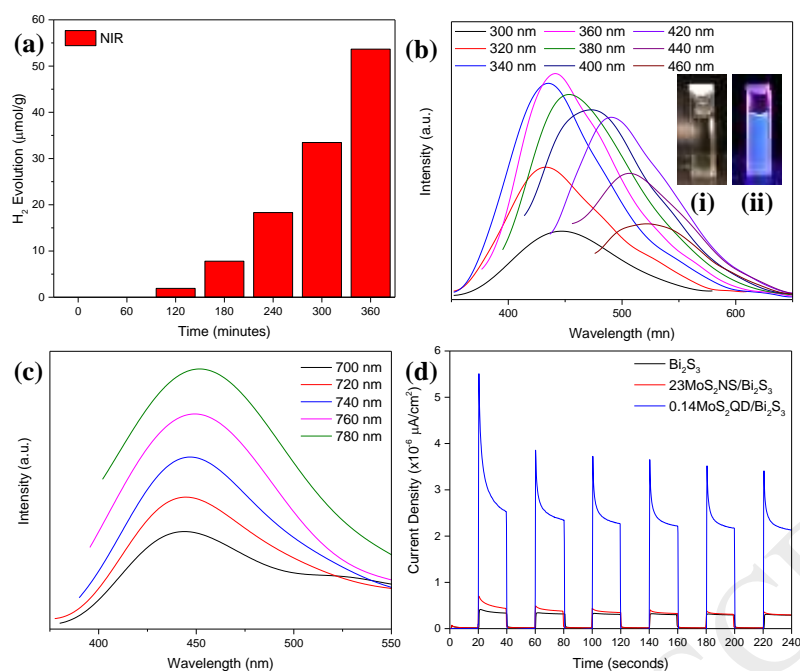 (a)
NIR
H₂ Evolution (μmol/g)
60
50
40
30
20
10
0
0 60 120 180 240 300 360
Time (minutes)
(b)
300 nm 360 nm 420 nm
320 nm 380 nm 440 nm
340 nm 400 nm 460 nm
(i) (ii)
Intensity (a.u.)
400 500 600
Wavelength (mn)
(c)
700 nm
720 nm
740 nm
760 nm
780 nm
Intensity (a.u.)
400 450 500 550
Wavelength (nm)
(d)
Bi₂S₃
23MoS₂NS/Bi₂S₃
0.14MoS₂QD/Bi₂S₃
Current Density (x10⁻⁶ μA/cm²)
6
5
4
3
2
1
0
0 20 40 60 80 100 120 140 160 180 200 220 240
Time (seconds)